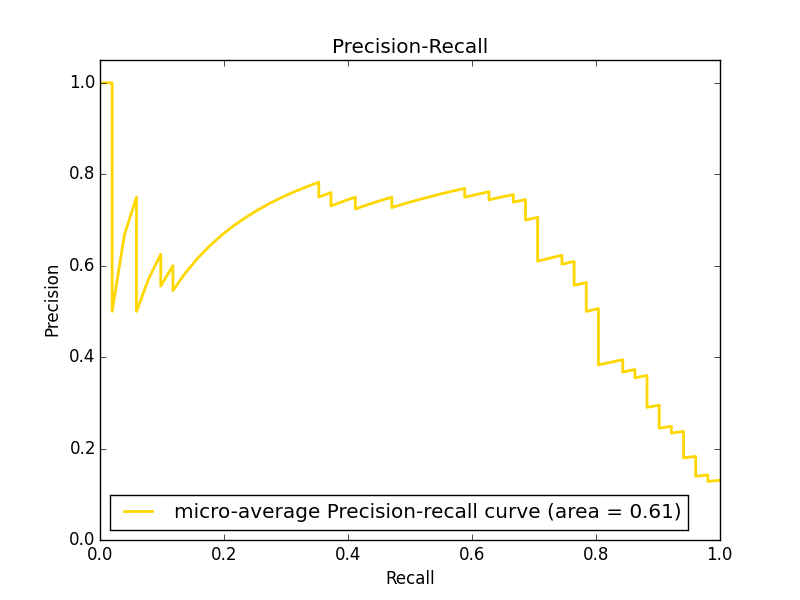 Precision-Recall
1.0
0.8
0.6
0.4
0.2
0.0
Precision
micro-average Precision-recall curve (area = 0.61)
0.0 0.2 0.4 0.6 0.8 1.0
Recall